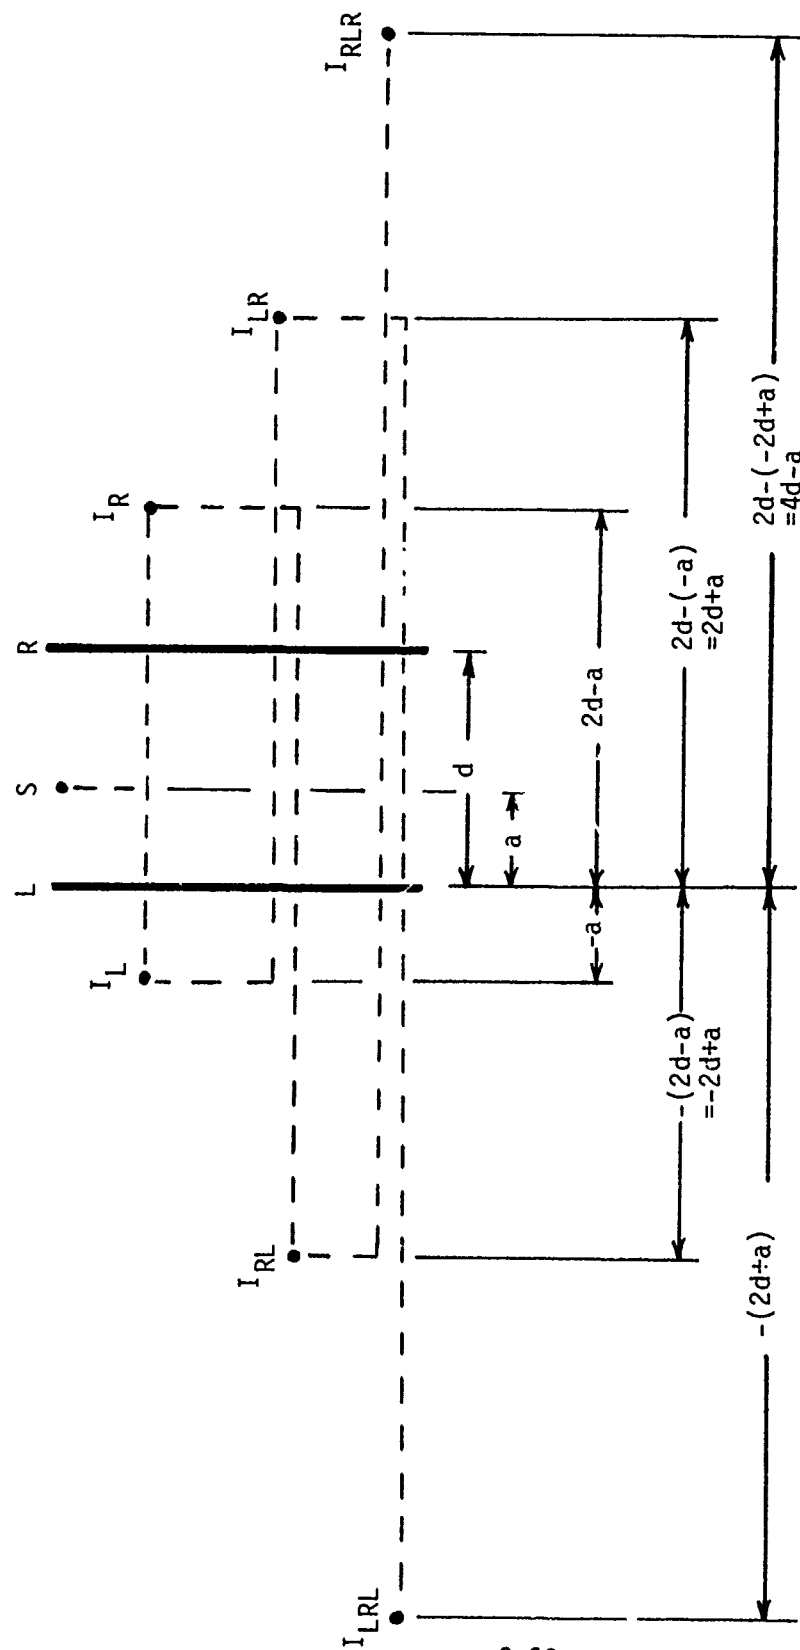 I_RLR
I_LR
I_R
R
S
L
I_L
I_RL
I_LRL
d
a
2d-a
-a
2d-(-a)
=2d+a
-(2d-a)
=-2d+a
2d-(-2d+a)
=4d-a
-(2d+a)